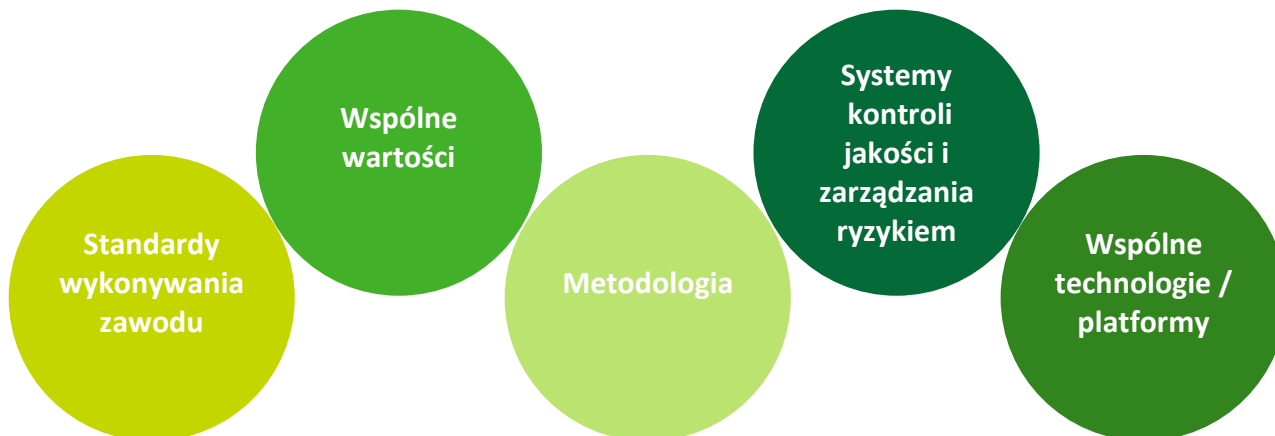 Standardy
wykonywania
zawodu
Wspólne
wartości
Metodologia
Systemy
kontroli
jakości i
zarządzania
ryzykiem
Wspólne
technologie /
platformy